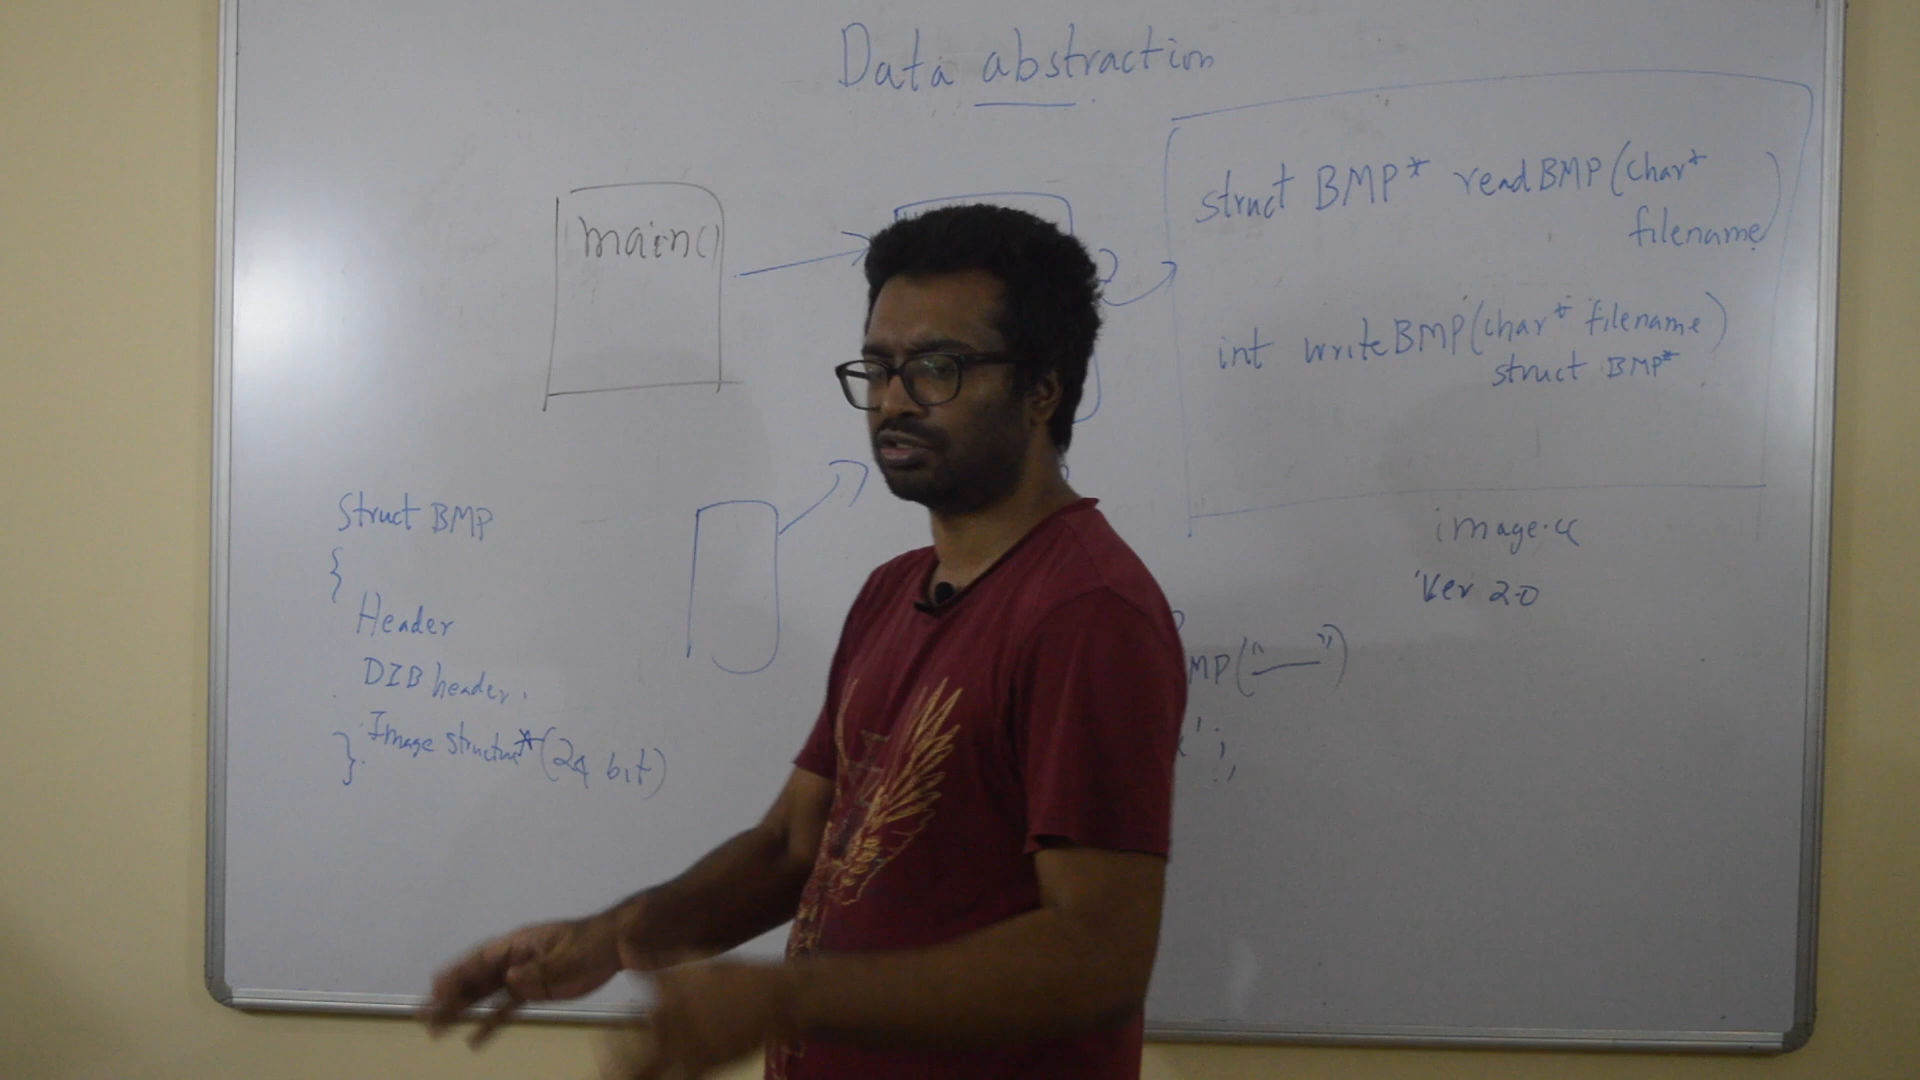 Data abstraction
main()
struct BMP* readBMP(char*
filename)
int writeBMP(char* filename)
struct BMP*
image.c
Ver 2.0
MP("—")
';
Struct BMP
{
Header
DIB header.
Image Structure* (24 bit)
}